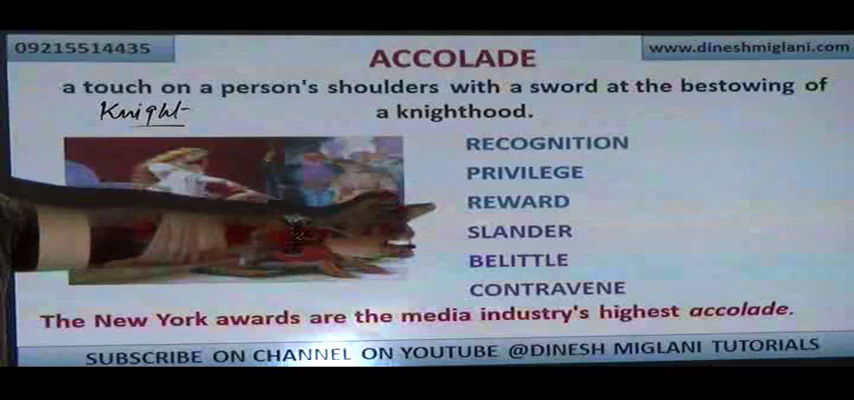 09215514435
www.dineshmiglani.com
ACCOLADE
a touch on a person's shoulders with a sword at the bestowing of
a knighthood.
Knight
RECOGNITION
PRIVILEGE
REWARD
SLANDER
BELITTLE
CONTRAVENE
The New York awards are the media industry's highest accolade.
SUBSCRIBE ON CHANNEL ON YOUTUBE @DINESH MIGLANI TUTORIALS